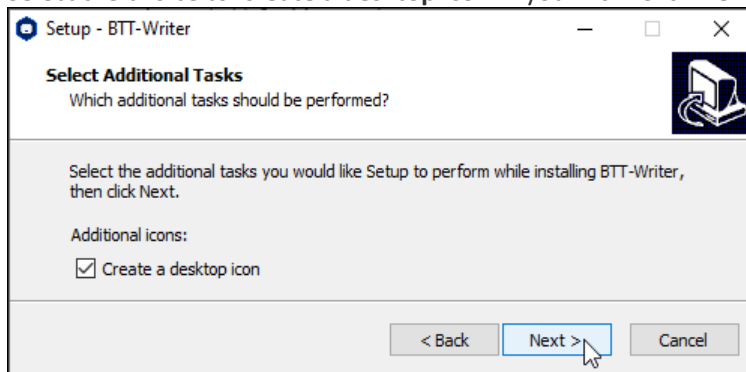 Setup - BTT-Writer
Select Additional Tasks
Which additional tasks should be performed?
Select the additional tasks you would like Setup to perform while installing BTT-Writer,
then click Next.
Additional icons:
Create a desktop icon
< Back Next > Cancel